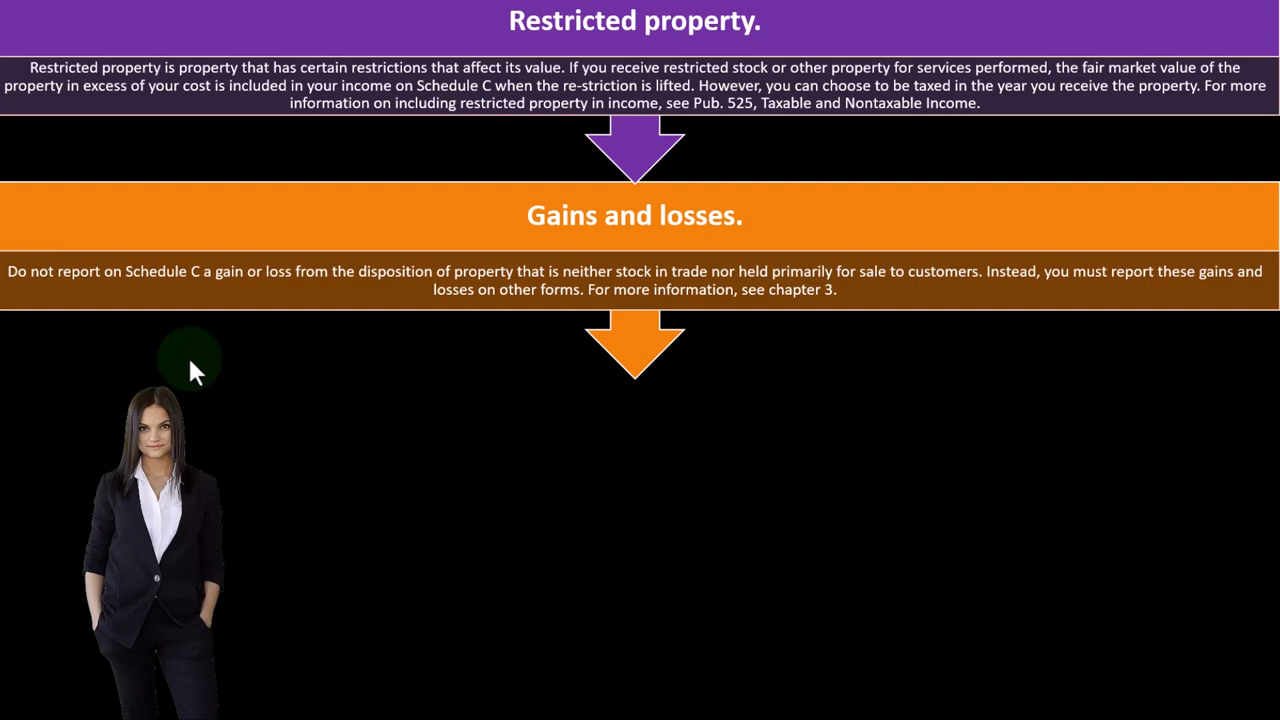 Restricted property.
Restricted property is property that has certain restrictions that affect its value. If you receive restricted stock or other property for services performed, the fair market value of the
property in excess of your cost is included in your income on Schedule C when the re-striction is lifted. However, you can choose to be taxed in the year you receive the property. For more
information on including restricted property in income, see Pub. 525, Taxable and Nontaxable Income.
Gains and losses.
Do not report on Schedule C a gain or loss from the disposition of property that is neither stock in trade nor held primarily for sale to customers. Instead, you must report these gains and
losses on other forms. For more information, see chapter 3.